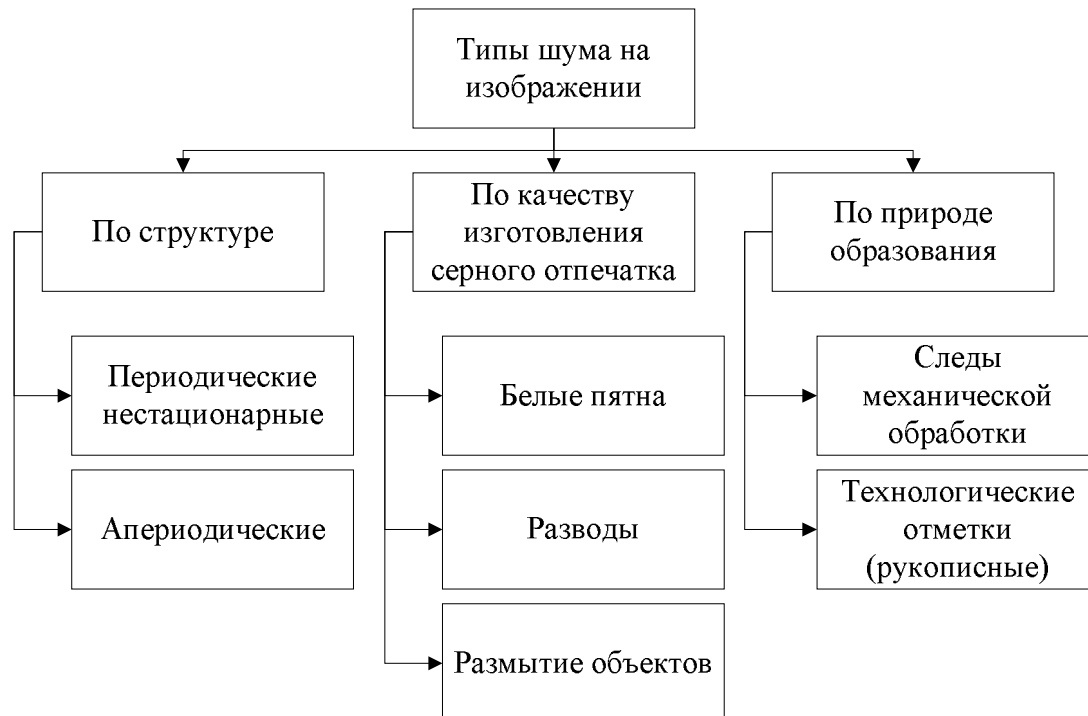 Типы шума на
изображении
По структуре
По качеству
изготовления
серного отпечатка
По природе
образования
Периодические
нестационарные
Апериодические
Белые пятна
Разводы
Размытие объектов
Следы
механической
обработки
Технологические
отметки
(рукописные)